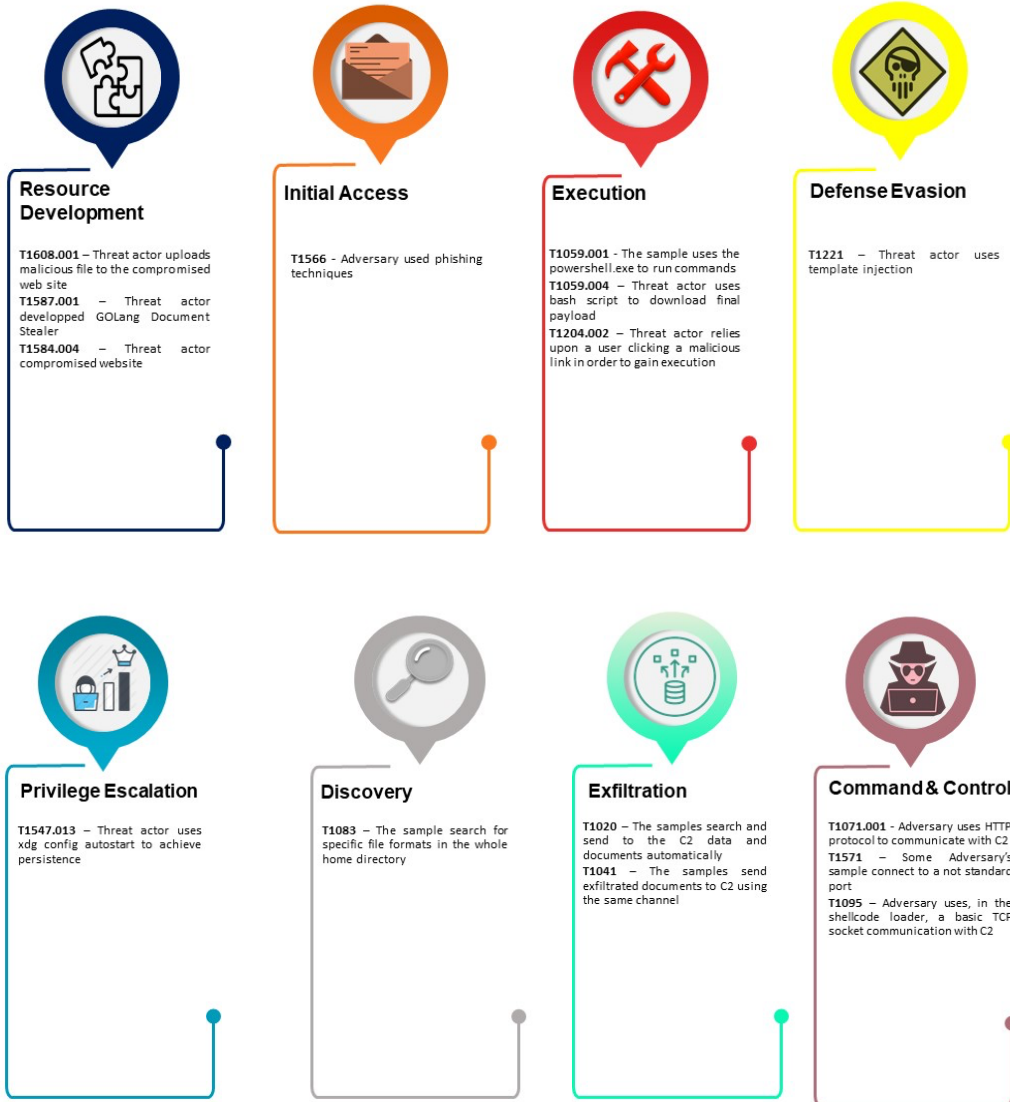 Resource
Development
T1608.001 – Threat actor uploads
malicious file to the compromised
web site
T1587.001 – Threat actor
developped GOLang Document
Stealer
T1584.004 – Threat actor
compromised website
Initial Access
T1566 - Adversary used phishing
techniques
Execution
T1059.001 - The sample uses the
powershell.exe to run commands
T1059.004 – Threat actor uses
bash script to download final
payload
T1204.002 – Threat actor relies
upon a user clicking a malicious
link in order to gain execution
Defense Evasion
T1221 – Threat actor uses
template injection
Privilege Escalation
T1547.013 – Threat actor uses
xdg config autostart to achieve
persistence
Discovery
T1083 – The sample search for
specific file formats in the whole
home directory
Exfiltration
T1020 – The samples search and
send to the C2 data and
documents automatically
T1041 – The samples send
exfiltrated documents to C2 using
the same channel
Command & Control
T1071.001 - Adversary uses HTTP
protocol to communicate with C2
T1571 – Some Adversary's
sample connect to a not standard
port
T1095 – Adversary uses, in the
shellcode loader, a basic TCP
socket communication with C2